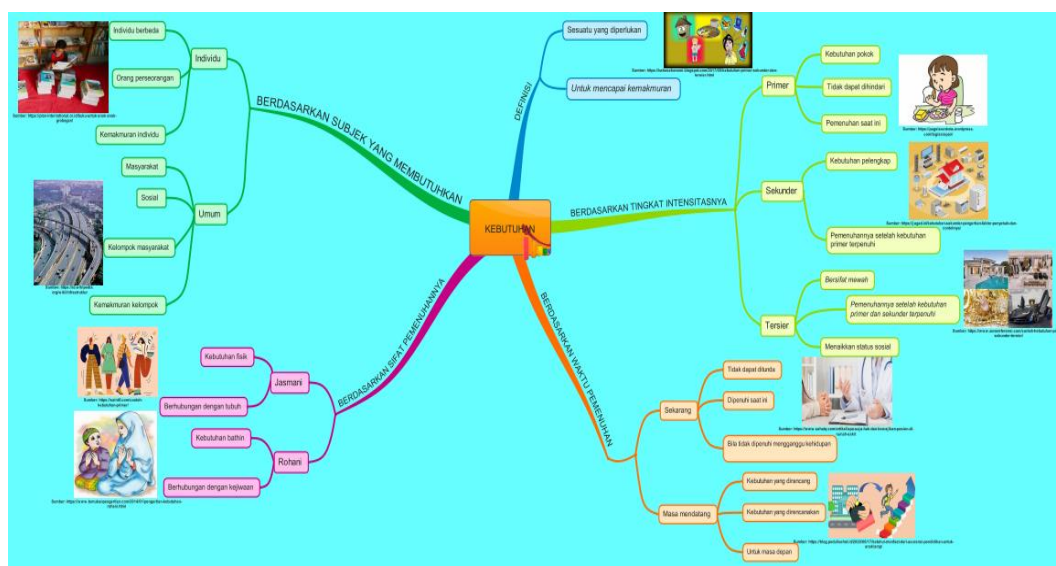 KEBUTUHAN
DEFINISI
Sesuatu yang diperlukan
Untuk mencapai kemakmuran
BERDASARKAN TINGKAT INTENSITASNYA
Primer
Kebutuhan pokok
Tidak dapat dihindari
Pemenuhan saat ini
Sekunder
Kebutuhan pelengkap
Pemenuhannya setelah kebutuhan
primer terpenuhi
Tersier
Bersifat mewah
Pemenuhannya setelah kebutuhan
primer dan sekunder terpenuhi
Menaikkan status sosial
BERDASARKAN WAKTU PEMENUHAN
Sekarang
Tidak dapat ditunda
Dipenuhi saat ini
Bila tidak dipenuhi mengganggu kehidupan
Masa mendatang
Kebutuhan yang dirancang
Kebutuhan yang direncanakan
Untuk masa depan
BERDASARKAN SIFAT PEMENUHANNYA
Jasmani
Kebutuhan fisik
Berhubungan dengan tubuh
Rohani
Kebutuhan bathin
Berhubungan dengan kejiwaan
BERDASARKAN SUBJEK YANG MEMBUTUHKAN
Individu
Individu berbeda
Orang perseorangan
Kemakmuran individu
Umum
Masyarakat
Sosial
Kelompok masyarakat
Kemakmuran kelompok